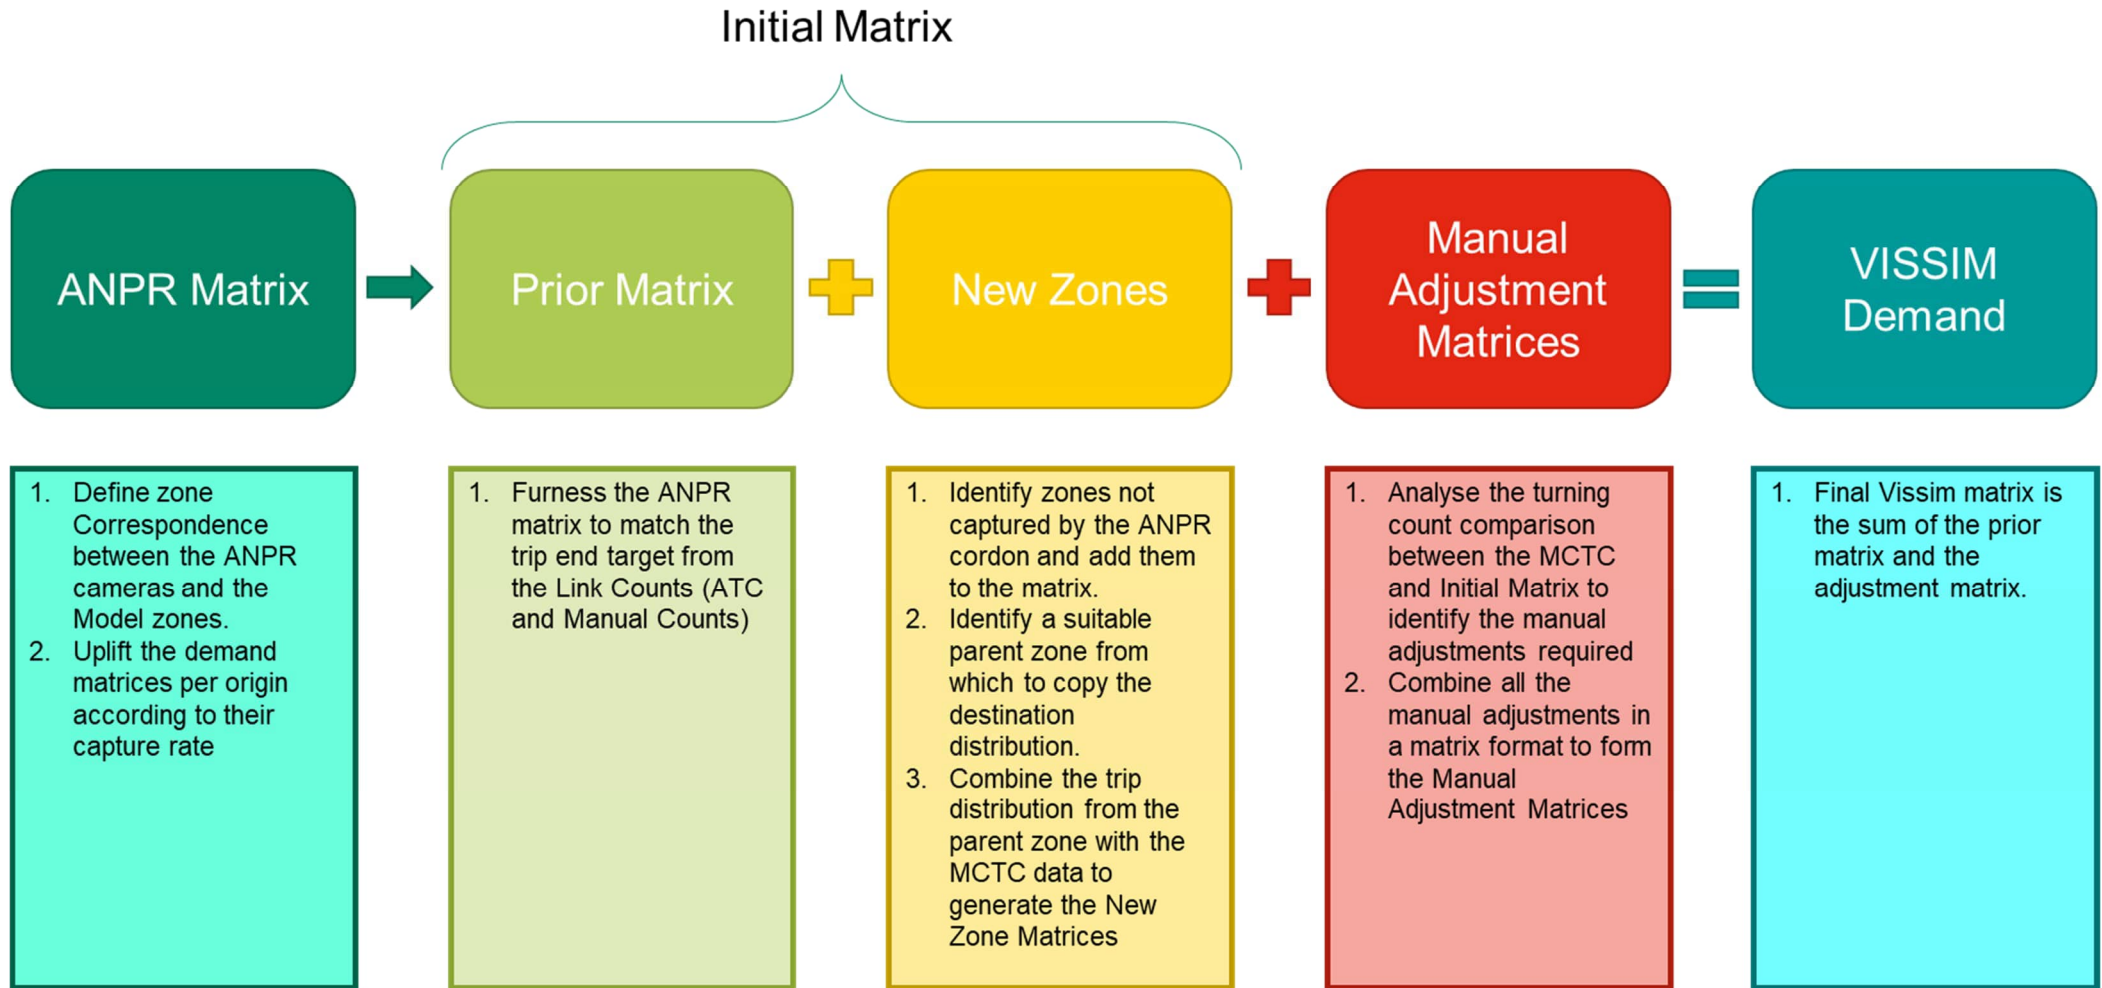 Initial Matrix
ANPR Matrix
Prior Matrix
New Zones
Manual
Adjustment
Matrices
VISSIM
Demand
1. Define zone
Correspondence
between the ANPR
cameras and the
Model zones.
2. Uplift the demand
matrices per origin
according to their
capture rate
1. Furness the ANPR
matrix to match the
trip end target from
the Link Counts (ATC
and Manual Counts)
1. Identify zones not
captured by the ANPR
cordon and add them
to the matrix.
2. Identify a suitable
parent zone from
which to copy the
destination
distribution.
3. Combine the trip
distribution from the
parent zone with the
MCTC data to
generate the New
Zone Matrices
1. Analyse the turning
count comparison
between the MCTC
and Initial Matrix to
identify the manual
adjustments required
2. Combine all the
manual adjustments in
a matrix format to form
the Manual
Adjustment Matrices
1. Final Vissim matrix is
the sum of the prior
matrix and the
adjustment matrix.